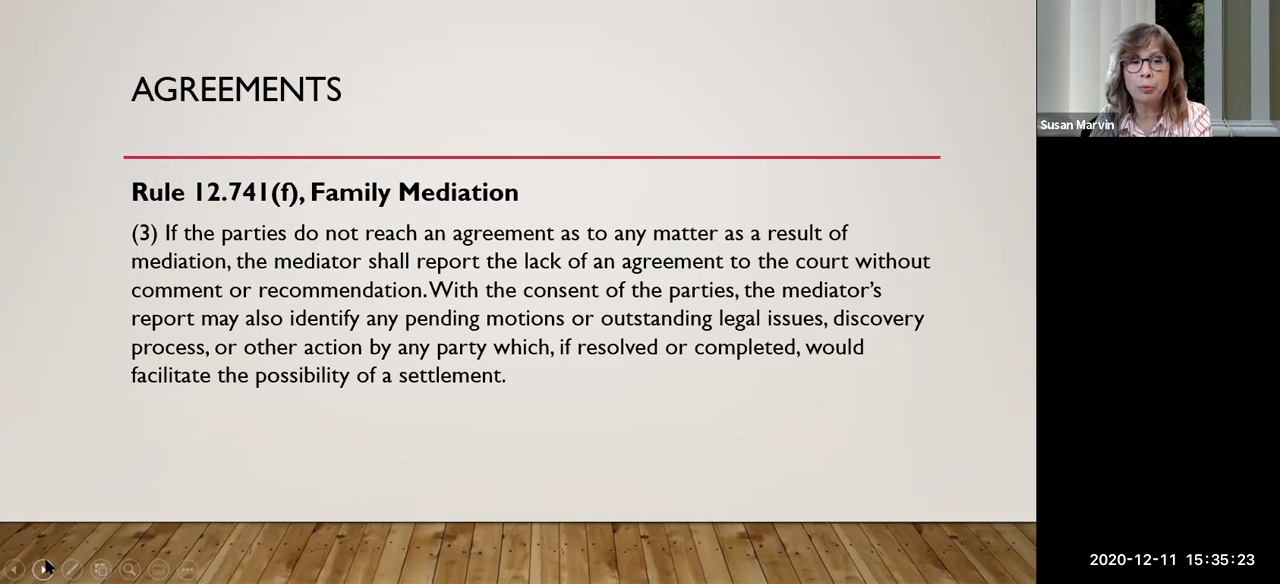 AGREEMENTS
Rule 12.741(f), Family Mediation
(3) If the parties do not reach an agreement as to any matter as a result of
mediation, the mediator shall report the lack of an agreement to the court without
comment or recommendation. With the consent of the parties, the mediator’s
report may also identify any pending motions or outstanding legal issues, discovery
process, or other action by any party which, if resolved or completed, would
facilitate the possibility of a settlement.
Susan Marvin
2020-12-11 15:35:23